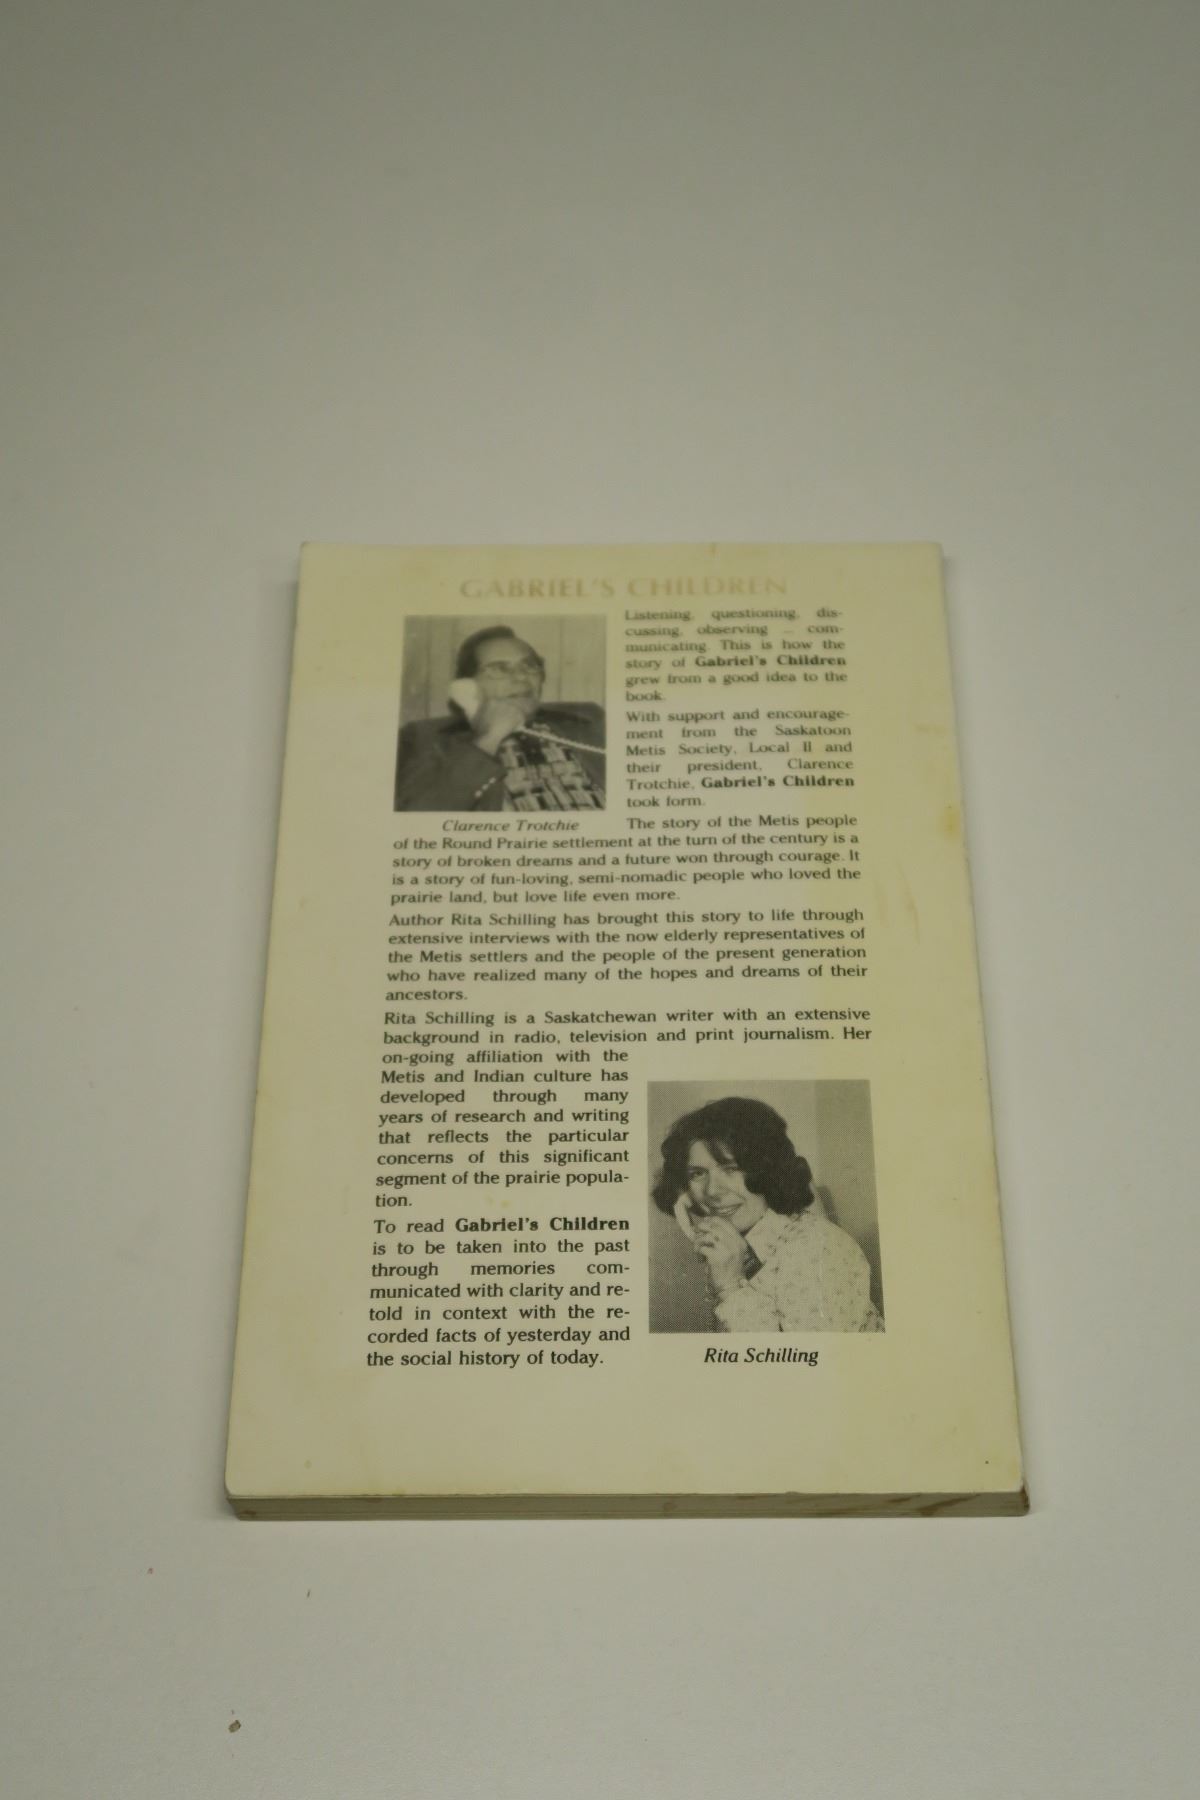 GABRIEL'S CHILDREN
Listening, questioning, dis-
cussing, observing ... com-
municating. This is how the
story of Gabriel's Children
grew from a good idea to the
book.
With support and encourage-
ment from the Saskatoon
Metis Society, Local II and
their president, Clarence
Trotchie, Gabriel's Children
took form.
Clarence Trotchie
The story of the Metis people
of the Round Prairie settlement at the turn of the century is a
story of broken dreams and a future won through courage. It
is a story of fun-loving, semi-nomadic people who loved the
prairie land, but love life even more.
Author Rita Schilling has brought this story to life through
extensive interviews with the now elderly representatives of
the Metis settlers and the people of the present generation
who have realized many of the hopes and dreams of their
ancestors.
Rita Schilling is a Saskatchewan writer with an extensive
background in radio, television and print journalism. Her
on-going affiliation with the
Metis and Indian culture has
developed through many
years of research and writing
that reflects the particular
concerns of this significant
segment of the prairie popula-
tion.
To read Gabriel's Children
is to be taken into the past
through memories com-
municated with clarity and re-
told in context with the re-
corded facts of yesterday and
the social history of today.
Rita Schilling